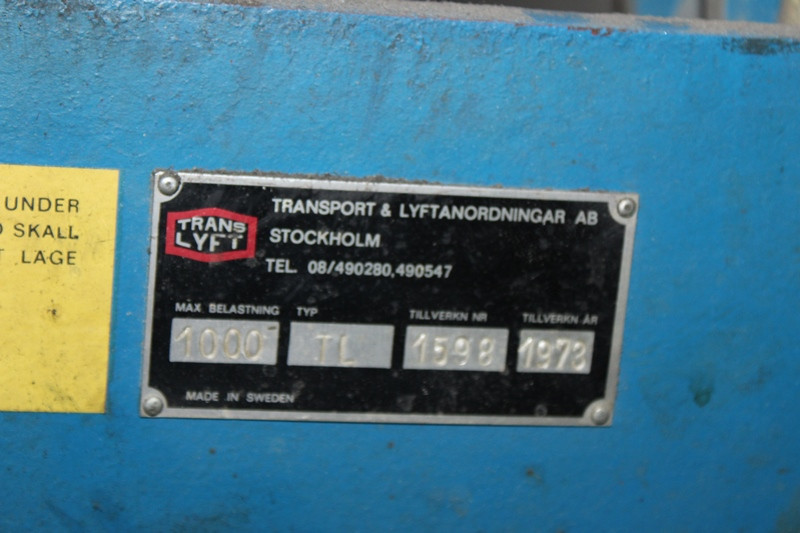 UNDER
SKALL
T LÄGE
TRANS
LYFT
TRANSPORT & LYFTANORDNINGAR AB
STOCKHOLM
TEL. 08/490280,490547
MAX BELASTNING TYP TILLVERKN NR TILLVERKN ÅR
1000 TL 1598 1973
MADE IN SWEDEN